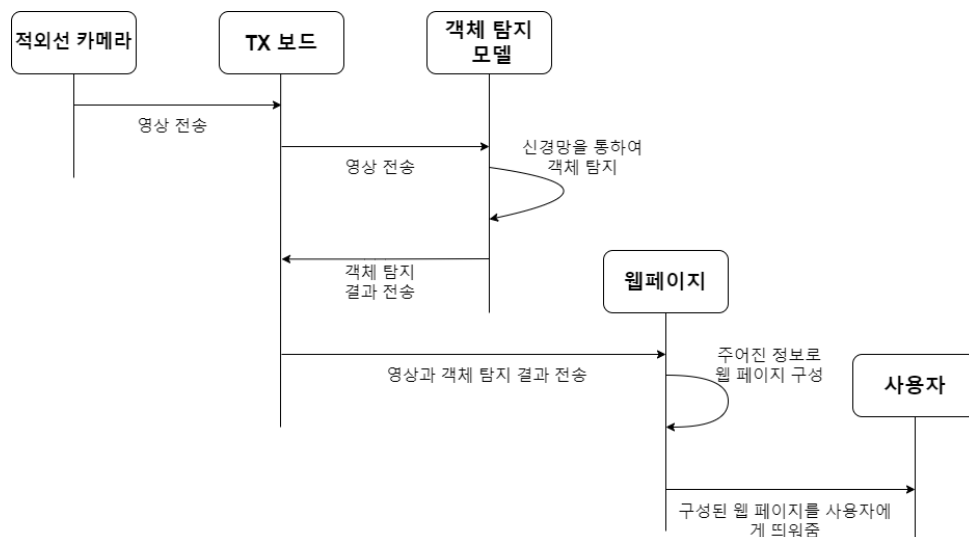 적외선 카메라
TX 보드
객체 탐지
모델
영상 전송
영상 전송
신경망을 통하여
객체 탐지
객체 탐지
결과 전송
웹페이지
영상과 객체 탐지 결과 전송
주어진 정보로
웹 페이지 구성
사용자
구성된 웹 페이지를 사용자에
게 띄워줌